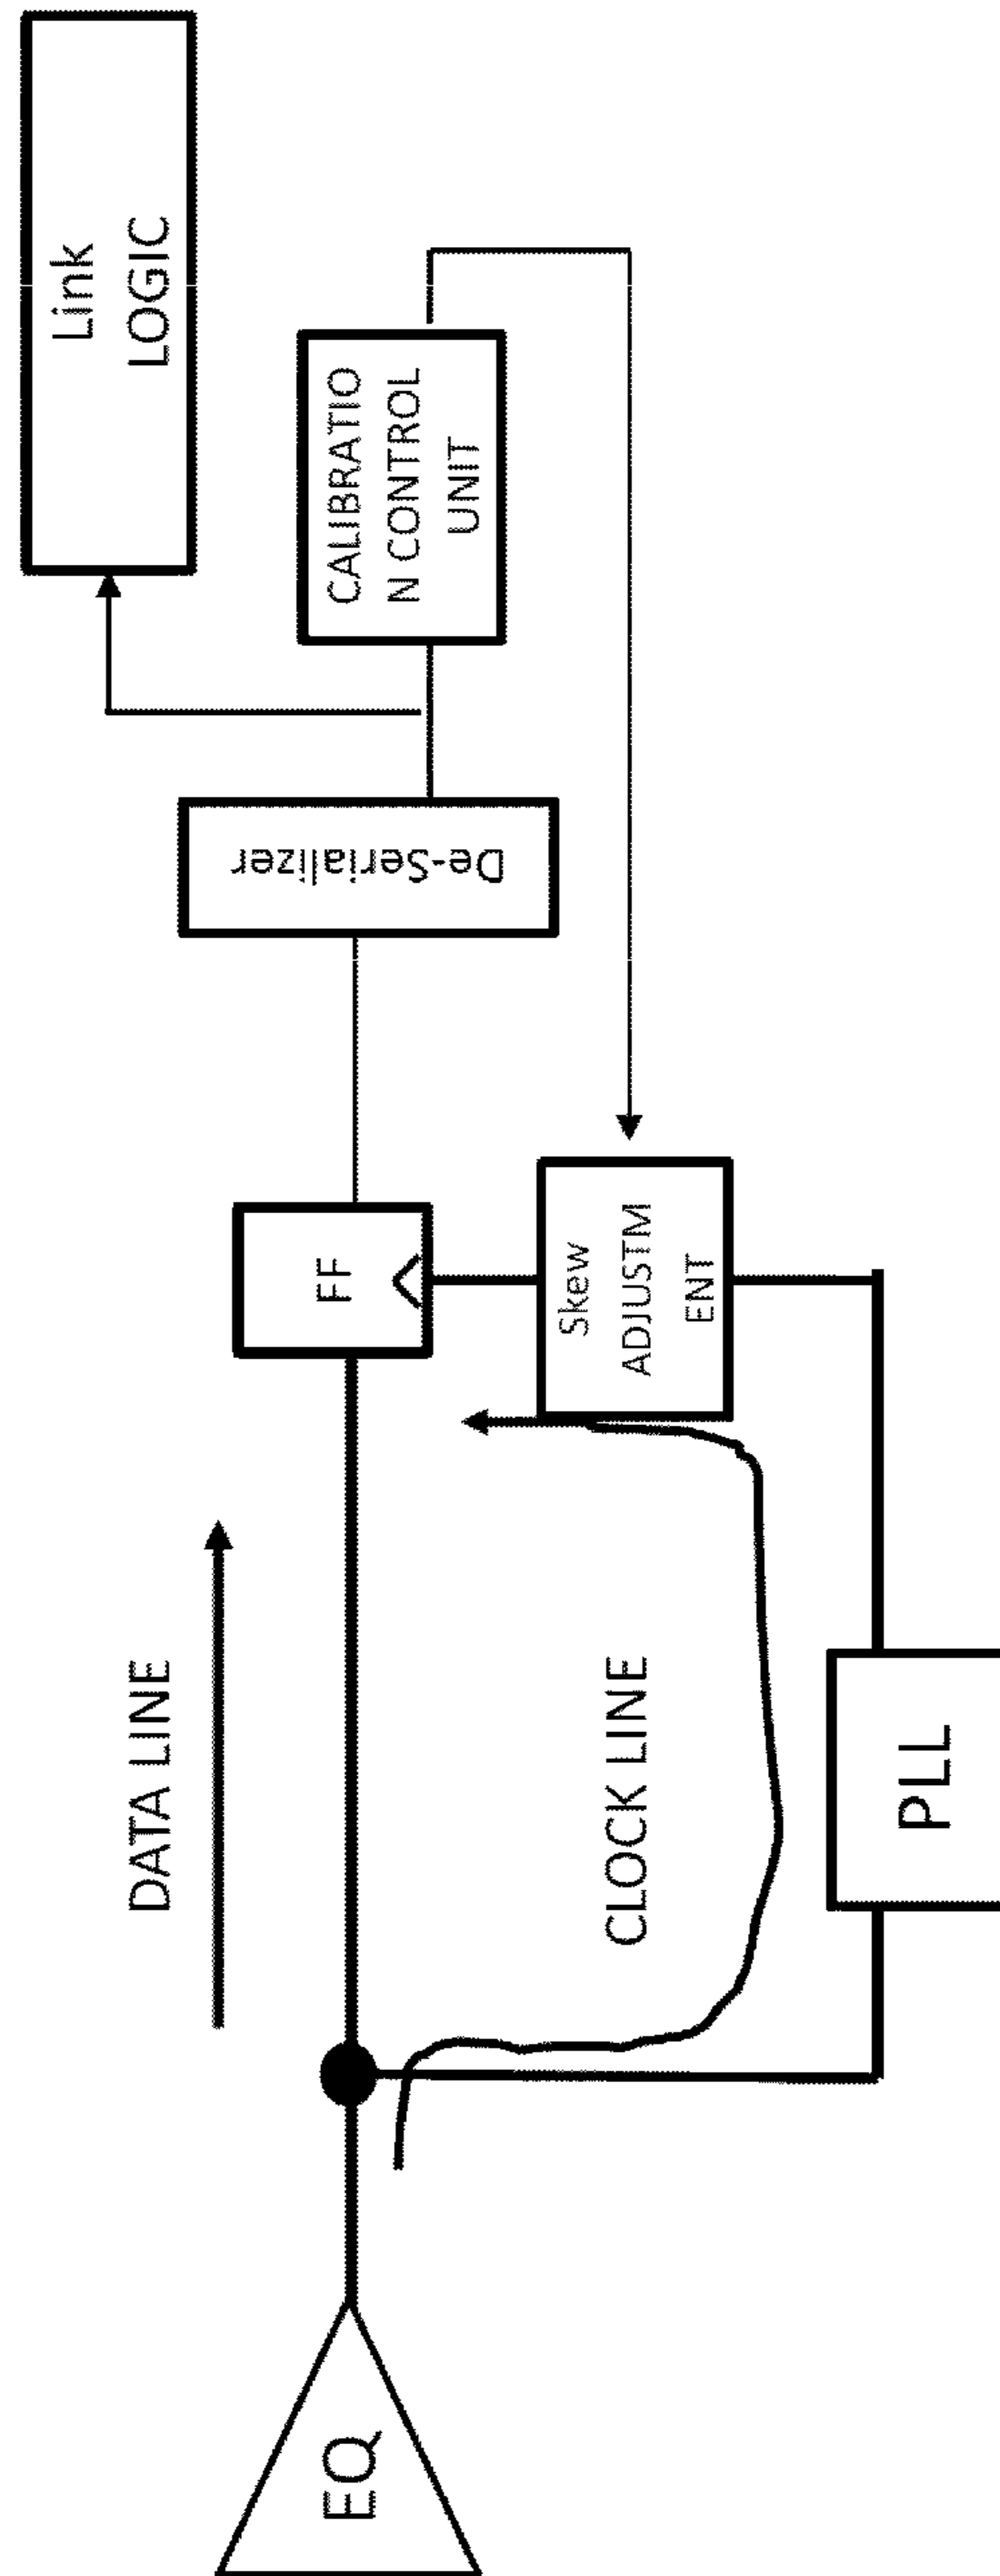 Link
LOGIC
CALIBRATIO
N CONTROL
UNIT
De-Serializer
FF
Skew
ADJUSTM
ENT
DATA LINE
CLOCK LINE
PLL
EQ